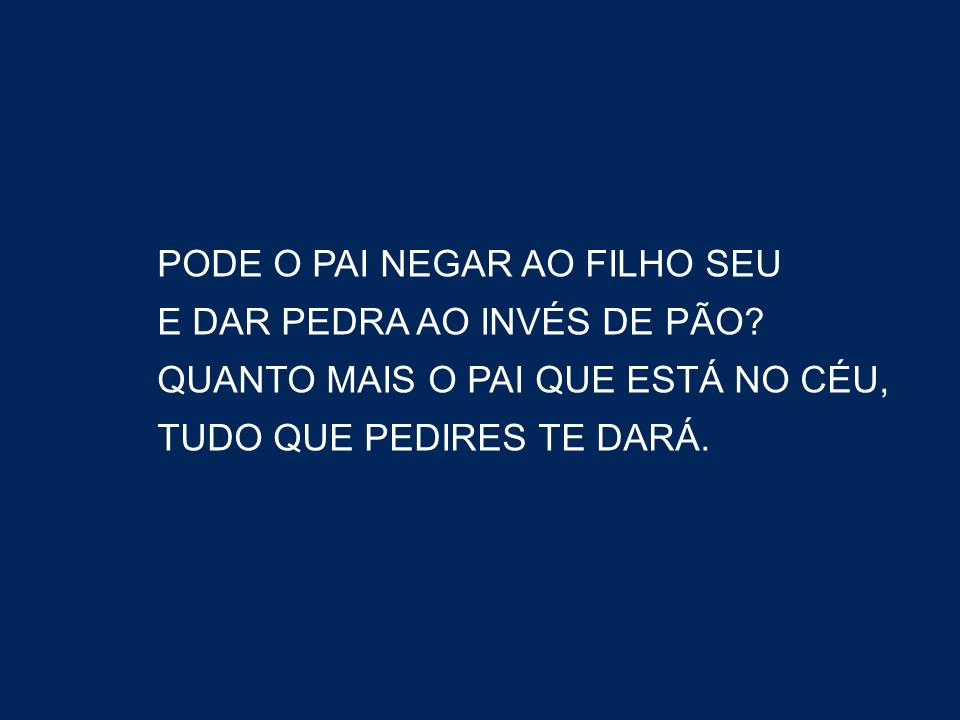 PODE O PAI NEGAR AO FILHO SEU
E DAR PEDRA AO INVÉS DE PÃO?
QUANTO MAIS O PAI QUE ESTÁ NO CÉU,
TUDO QUE PEDIRES TE DARÁ.